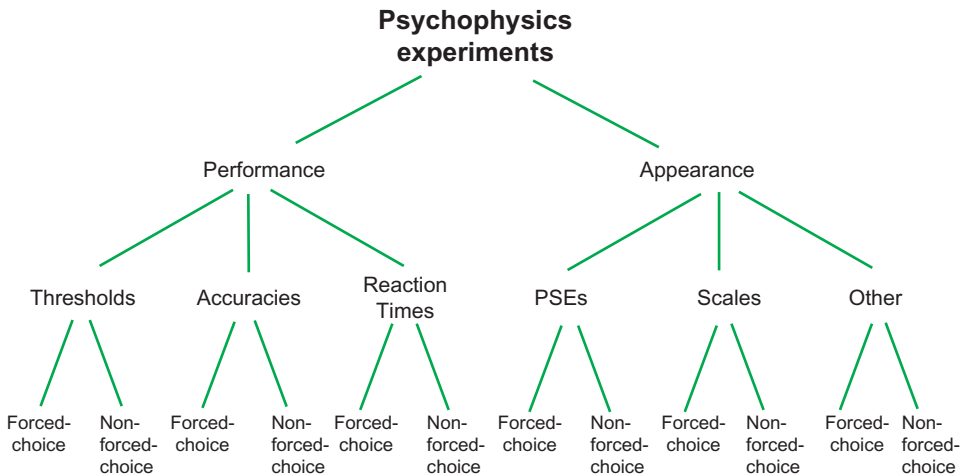 Psychophysics
experiments
Performance
Appearance
Thresholds
Accuracies
Reaction
Times
PSEs
Scales
Other
Forced-
choice
Non-
forced-
choice
Forced-
choice
Non-
forced-
choice
Forced-
choice
Non-
forced-
choice
Forced-
choice
Non-
forced-
choice
Forced-
choice
Non-
forced-
choice
Forced-
choice
Non-
forced-
choice